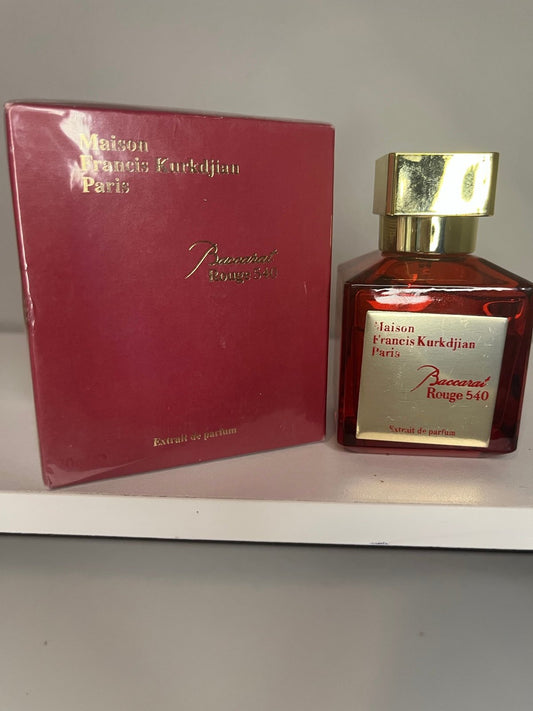 Maison
Francis Kurkdjian
Paris
Baccarat
Rouge 540
Extrait de parfum
Maison
Francis Kurkdjian
Paris
Baccarat
Rouge 540
Extrait de parfum